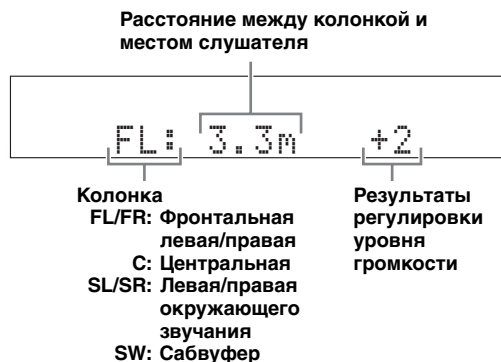 Расстояние между колонкой и
местом слушателя
FL: 3.3m +2
Колонка
FL/FR: Фронтальная
левая/правая
C: Центральная
SL/SR: Левая/правая
окружающего
звучания
SW: Сабвуфер
Результаты
регулировки
уровня
громкости